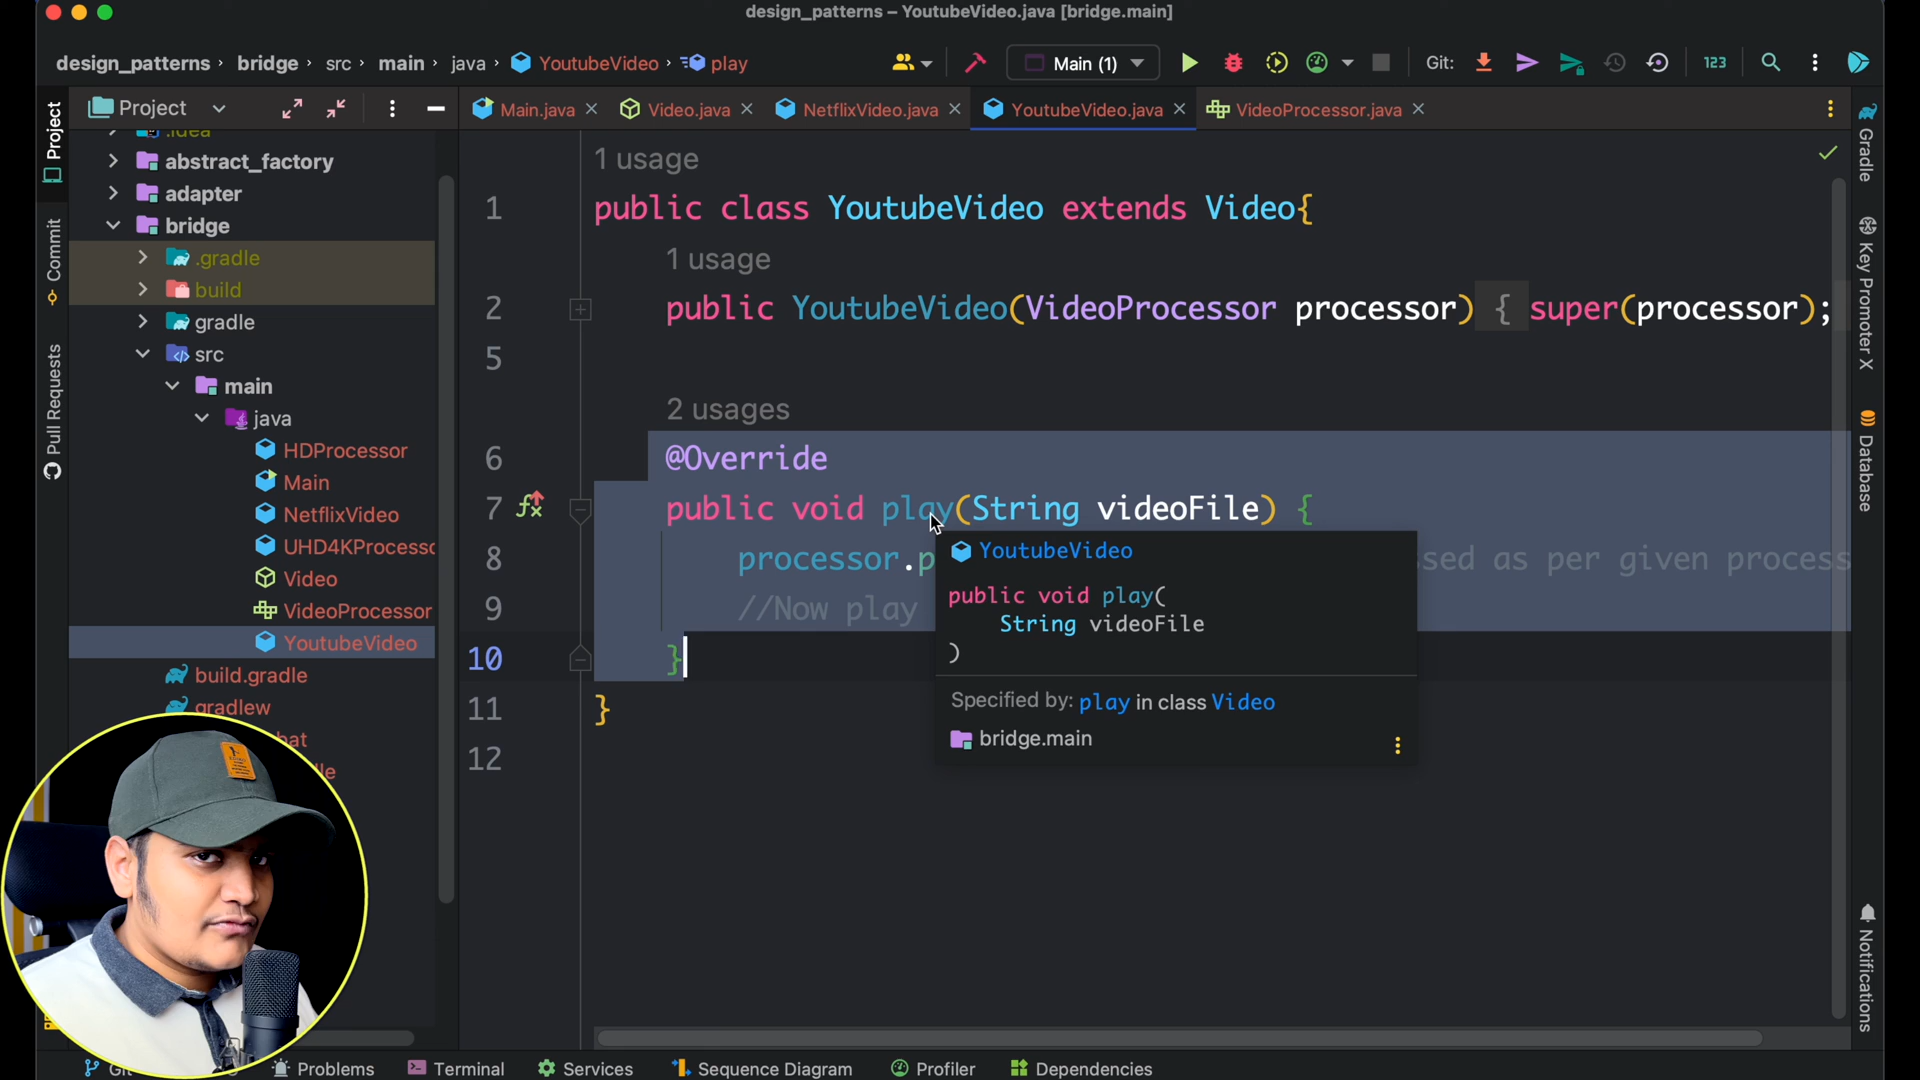 design_patterns – YoutubeVideo.java [bridge.main]
design_patterns › bridge › src › main › java › YoutubeVideo › play
Main (1)
Git:
123
Project
Main.java
Video.java
NetflixVideo.java
YoutubeVideo.java
VideoProcessor.java
Project
Commit
Pull Requests
.idea
abstract_factory
adapter
bridge
.gradle
build
gradle
src
main
java
HDProcessor
Main
NetflixVideo
UHD4KProcesso
Video
VideoProcessor
YoutubeVideo
build.gradle
gradlew
1 usage
1 public class YoutubeVideo extends Video{
1 usage
2 public YoutubeVideo(VideoProcessor processor) { super(processor);
5
2 usages
6 @Override
7 public void play(String videoFile) {
8 processor.p
ssed as per given process
9 //Now play
10 }
11 }
12
YoutubeVideo
public void play(
String videoFile
)
Specified by: play in class Video
bridge.main
Gradle
Key Promoter X
Database
Notifications
Problems
Terminal
Services
Sequence Diagram
Profiler
Dependencies